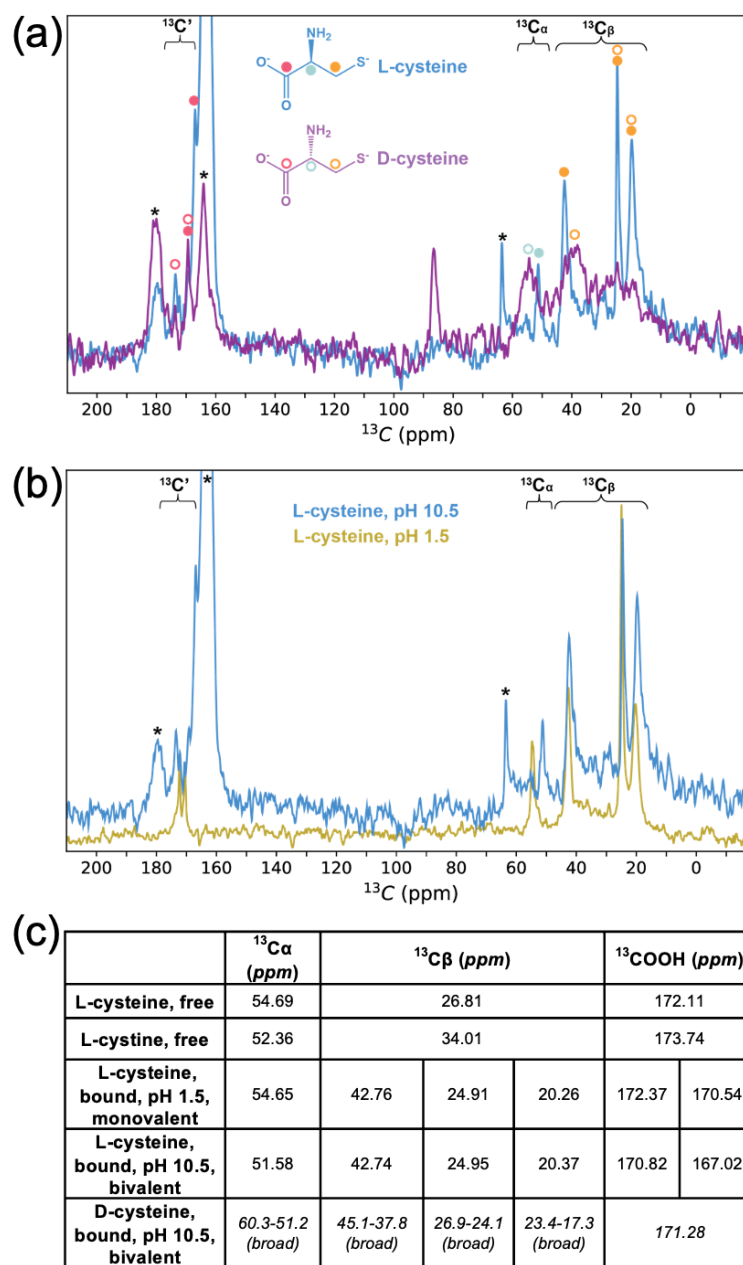 (a)
13C'
13Cα
13Cβ
NH2
O-
S-
L-cysteine
O
NH2
O-
S-
D-cysteine
O
*
*
*
200 180 160 140 120 100 80 60 40 20 0
13C (ppm)
(b)
13C'
13Cα
13Cβ
*
L-cysteine, pH 10.5
L-cysteine, pH 1.5
*
*
200 180 160 140 120 100 80 60 40 20 0
13C (ppm)
(c)
13Cα (ppm) 13Cβ (ppm) 13COOH (ppm)
L-cysteine, free 54.69 26.81 172.11
L-cystine, free 52.36 34.01 173.74
L-cysteine, bound, pH 1.5, monovalent 54.65 42.76 24.91 20.26 172.37 170.54
L-cysteine, bound, pH 10.5, bivalent 51.58 42.74 24.95 20.37 170.82 167.02
D-cysteine, bound, pH 10.5, bivalent 60.3-51.2 (broad) 45.1-37.8 (broad) 26.9-24.1 (broad) 23.4-17.3 (broad) 171.28